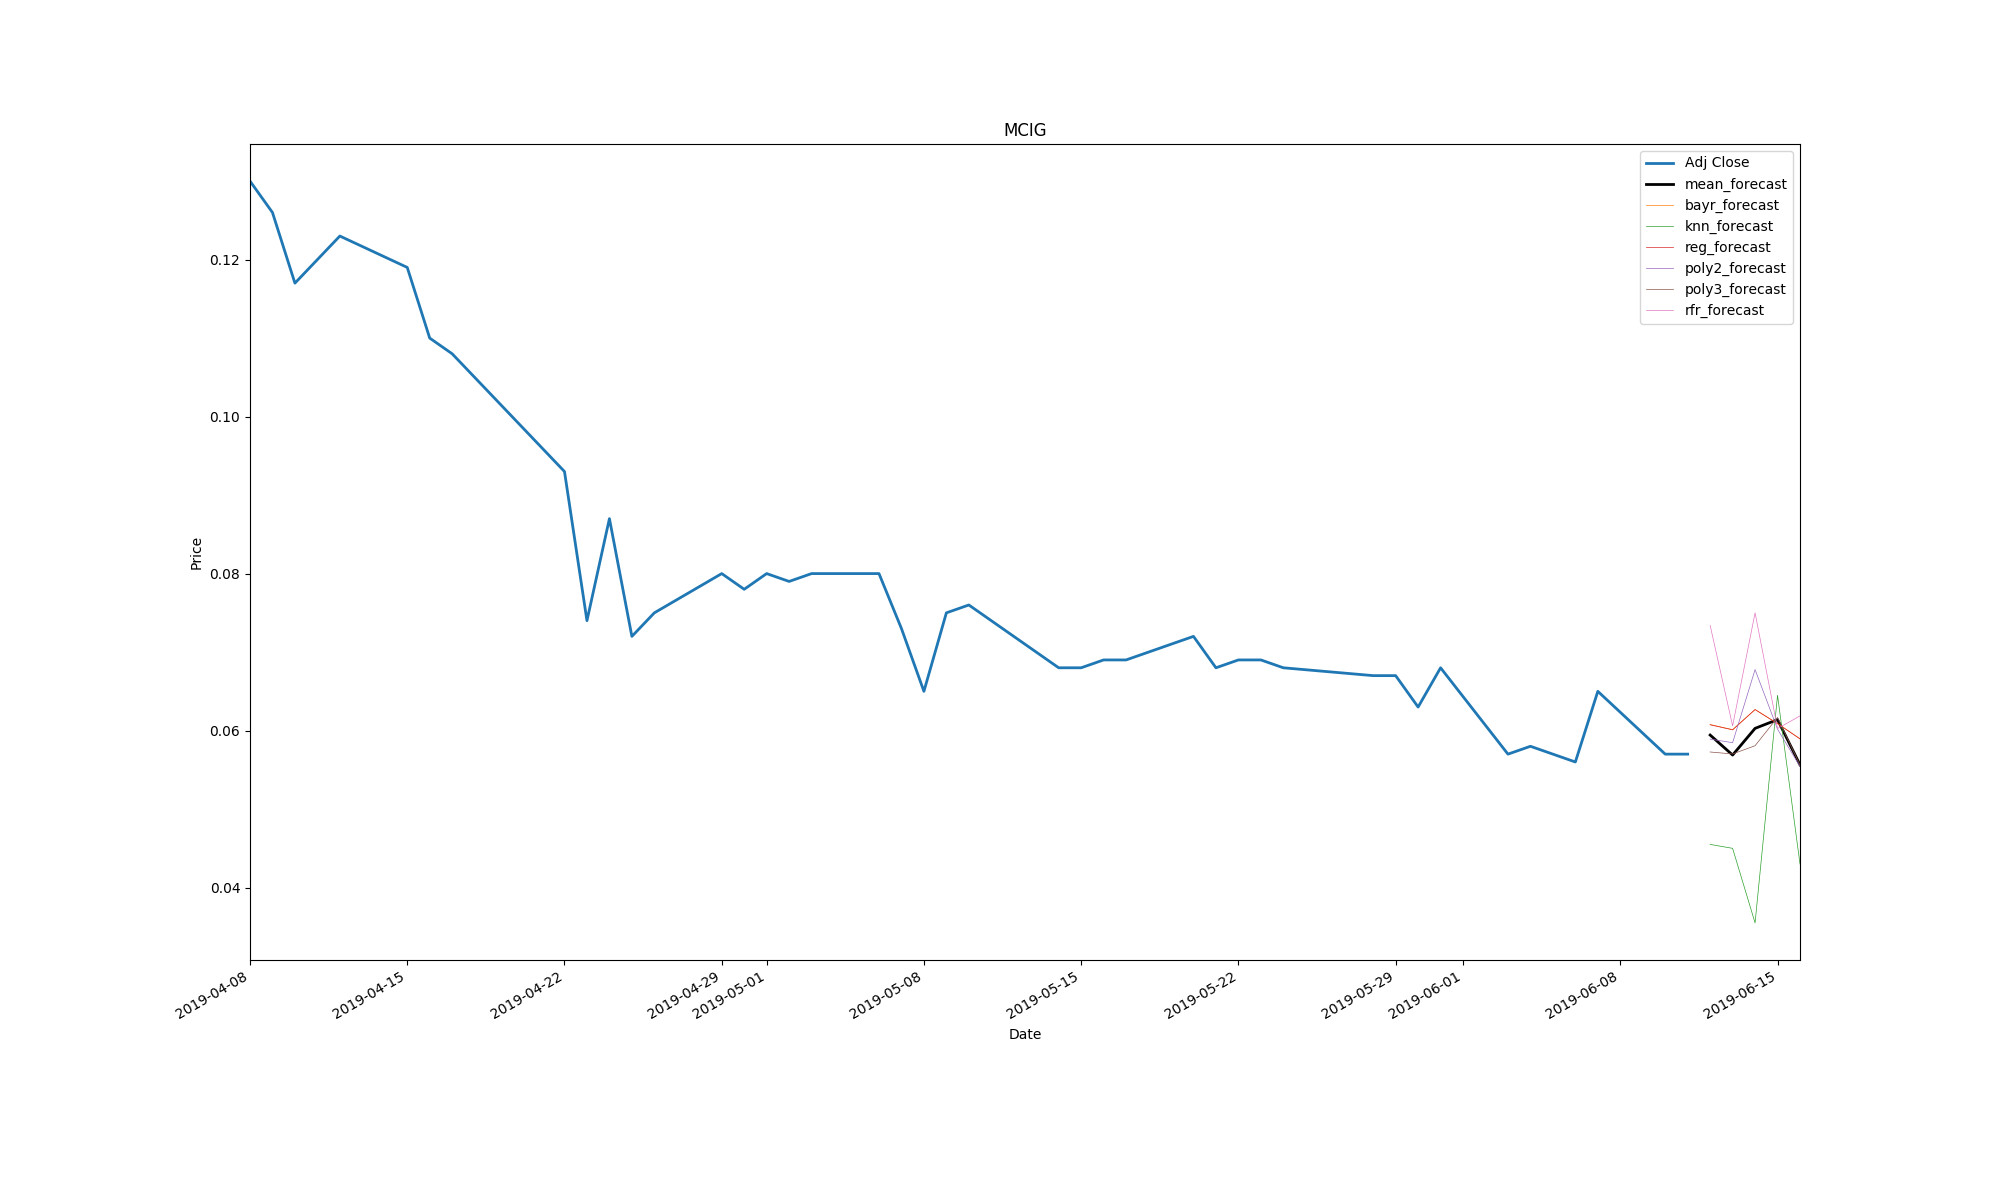 MCIG
Adj Close
mean_forecast
bayr_forecast
knn_forecast
reg_forecast
poly2_forecast
poly3_forecast
rfr_forecast
Price
0.12
0.10
0.08
0.06
0.04
2019-04-08
2019-04-15
2019-04-22
2019-04-29
2019-05-01
2019-05-08
2019-05-15
2019-05-22
2019-05-29
2019-06-01
2019-06-08
2019-06-15
Date